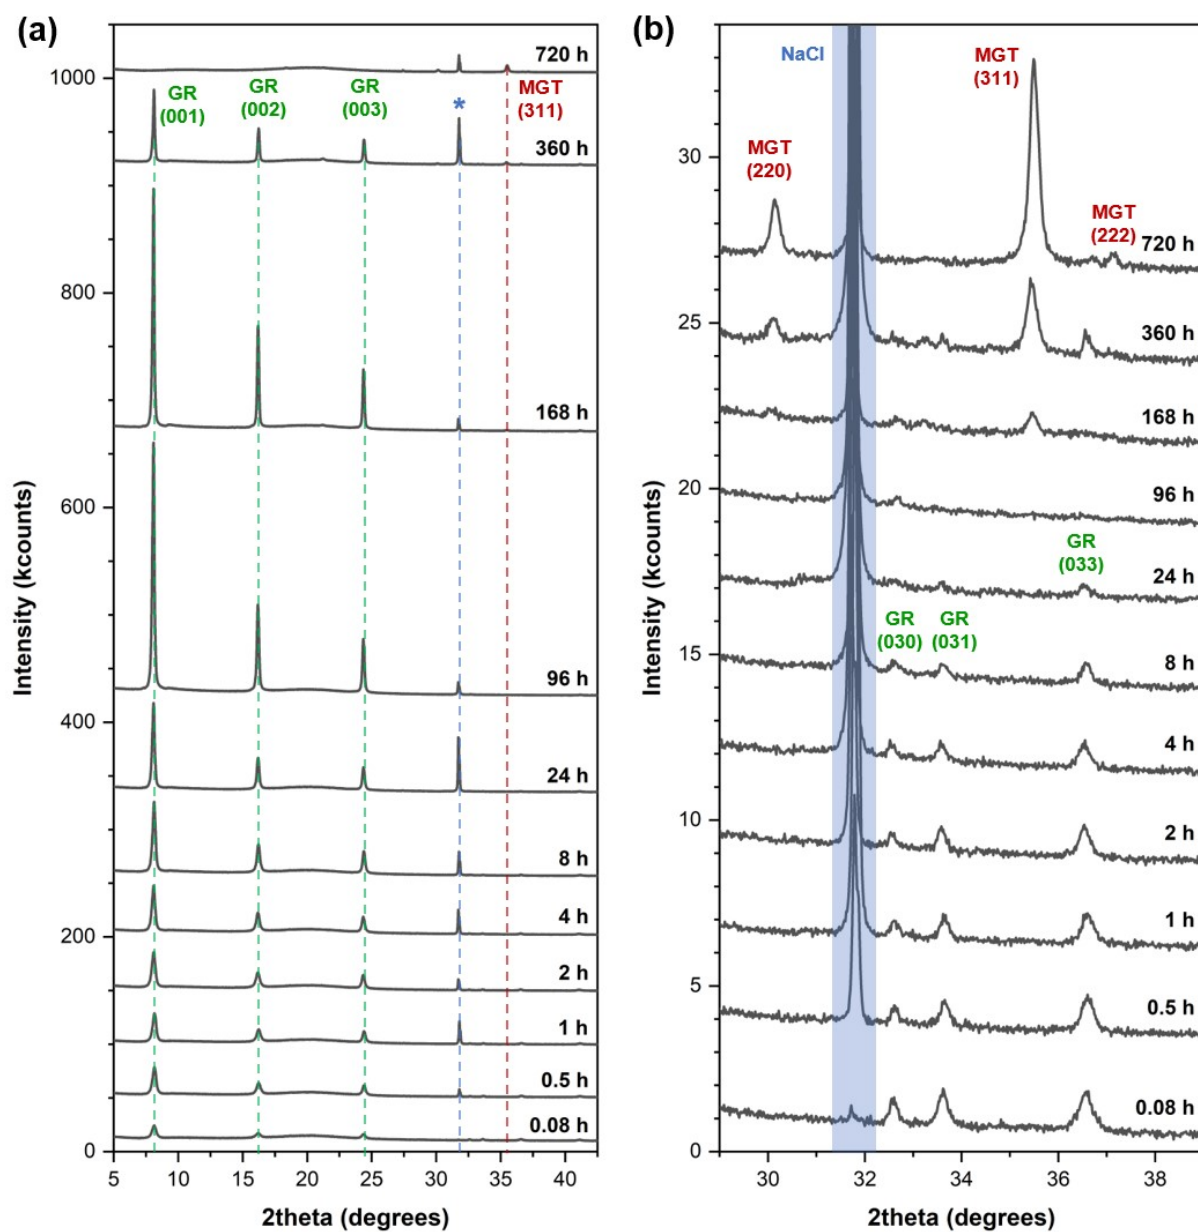 (a)
1000
800
600
400
200
0
Intensity (kcounts)
720 h
GR
(001)
GR
(002)
GR
(003)
*
MGT
(311)
360 h
168 h
96 h
24 h
8 h
4 h
2 h
1 h
0.5 h
0.08 h
5
10
15
20
25
30
35
40
2theta (degrees)
(b)
30
25
20
15
10
5
0
Intensity (kcounts)
NaCl
MGT
(311)
MGT
(220)
MGT
(222)
720 h
360 h
168 h
96 h
GR
(033)
24 h
GR
(030)
GR
(031)
8 h
4 h
2 h
1 h
0.5 h
0.08 h
30
32
34
36
38
2theta (degrees)